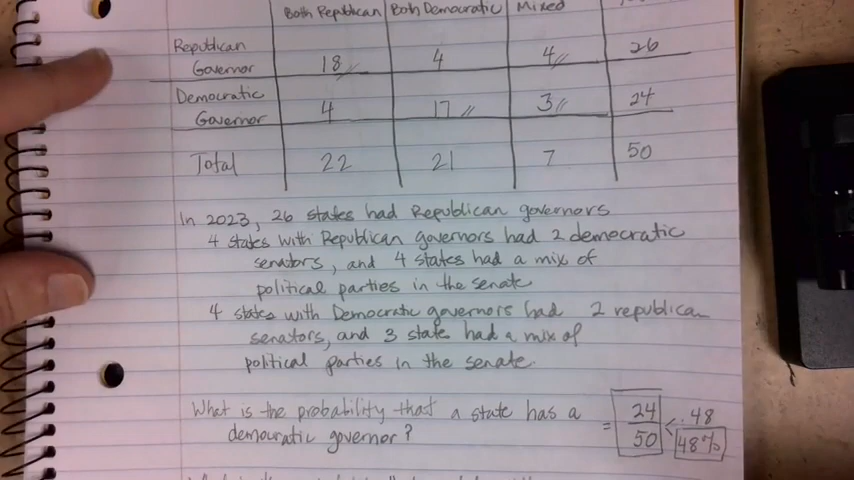 Both Republican Both Democratic Mixed
Republican
Governor 18 4 4 26
Democratic
Governor 4 17 3 24
Total 22 21 7 50
In 2023, 26 states had Republican governors
4 states with Republican governors had 2 democratic
senators, and 4 states had a mix of
political parties in the senate
4 states with Democratic governors had 2 republican
senators, and 3 state had a mix of
political parties in the senate.
What is the probability that a state has a
democratic governor?
= 24/50 < .48
48%